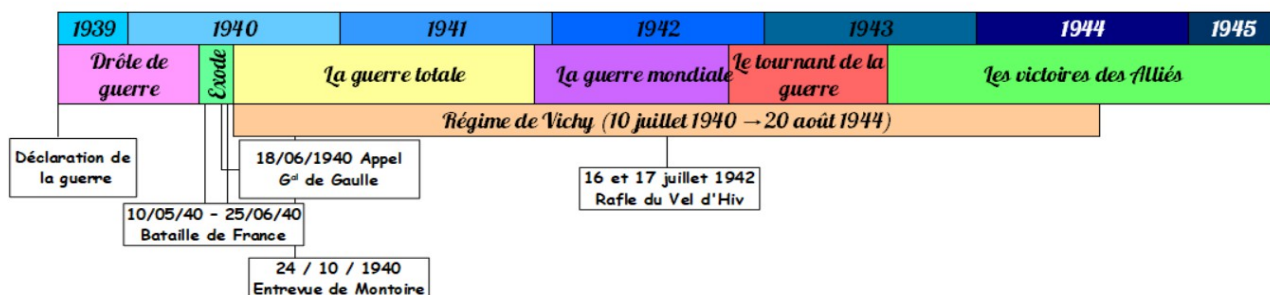 1939 1940 1941 1942 1943 1944 1945
Drôle de
guerre
Exode
La guerre totale
La guerre mondiale
Le tournant de la
guerre
Les victoires des Alliés
Régime de Vichy (10 juillet 1940 → 20 août 1944)
Déclaration de
la guerre
18/06/1940 Appel
Gal de Gaulle
16 et 17 juillet 1942
Rafle du Vel d'Hiv
10/05/40 - 25/06/40
Bataille de France
24 / 10 / 1940
Entrevue de Montoire